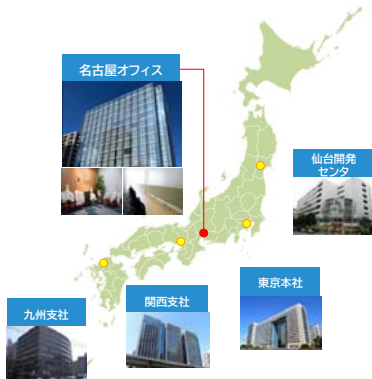 名古屋オフィス
仙台開発
センタ
東京本社
関西支社
九州支社